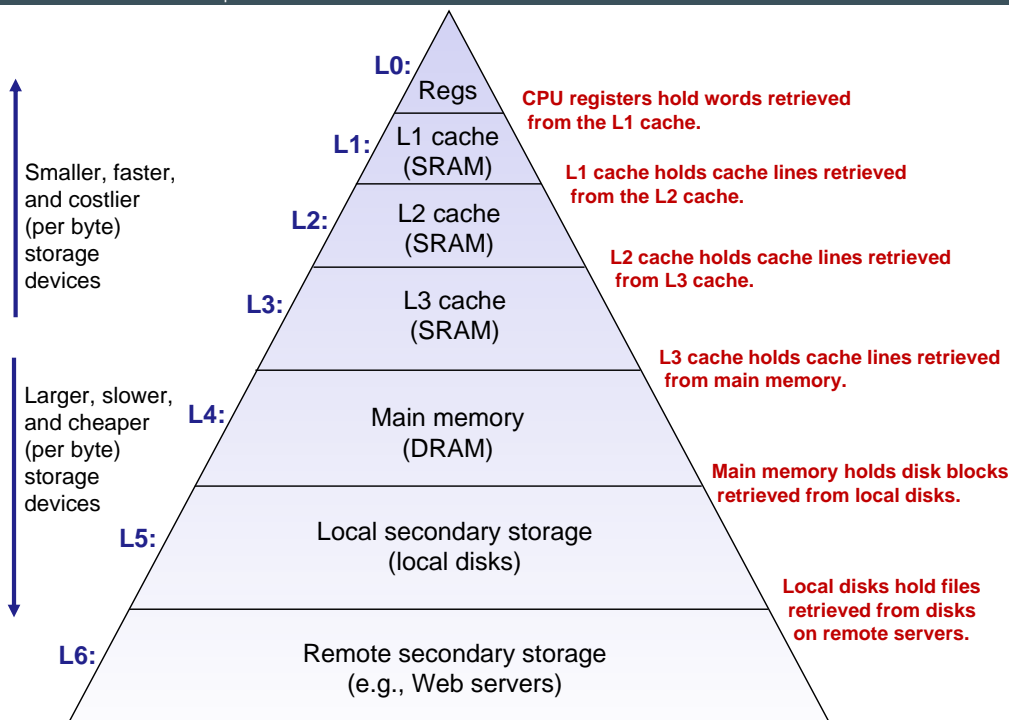 L0:
Regs
CPU registers hold words retrieved
from the L1 cache.
L1:
L1 cache
(SRAM)
L1 cache holds cache lines retrieved
from the L2 cache.
Smaller, faster,
and costlier
(per byte)
storage
devices
L2:
L2 cache
(SRAM)
L2 cache holds cache lines retrieved
from L3 cache.
L3:
L3 cache
(SRAM)
L3 cache holds cache lines retrieved
from main memory.
Larger, slower,
and cheaper
(per byte)
storage
devices
L4:
Main memory
(DRAM)
Main memory holds disk blocks
retrieved from local disks.
L5:
Local secondary storage
(local disks)
Local disks hold files
retrieved from disks
on remote servers.
L6:
Remote secondary storage
(e.g., Web servers)